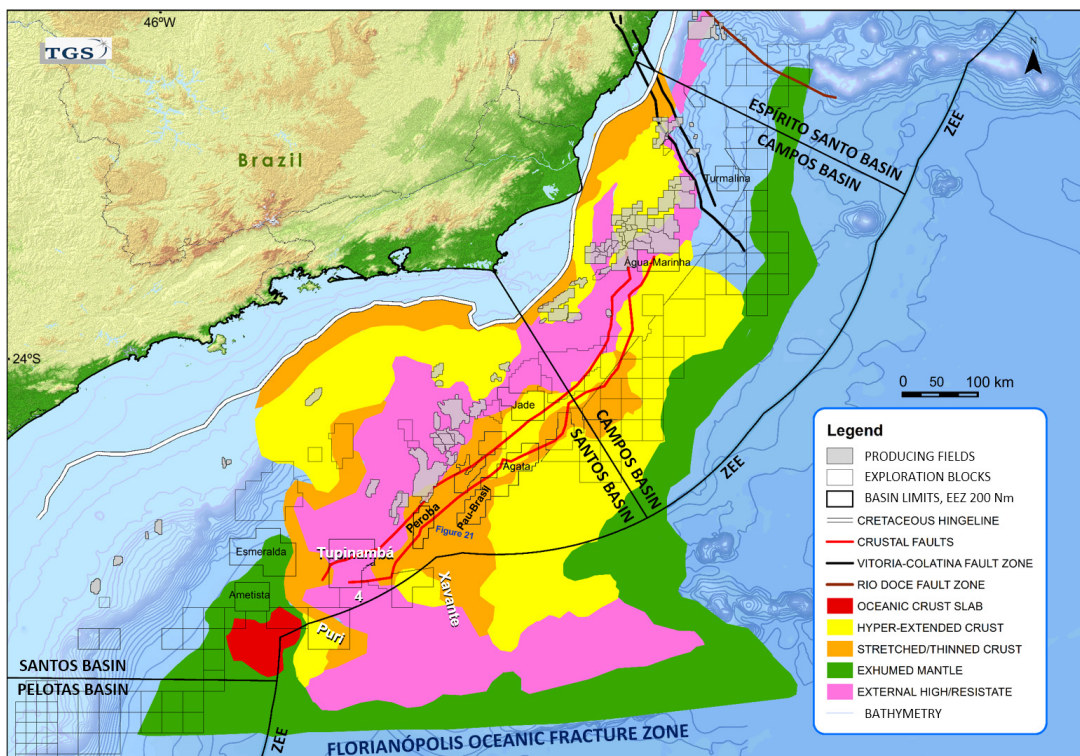 46°W
42°W
TGS
N
Brazil
ESPÍRITO SANTO BASIN
CAMPOS BASIN
ZEE
Turmalina
Água-Marinha
24°S
0 50 100 km
Jade
CAMPOS BASIN
SANTOS BASIN
ZEE
Ágata
Peroba
Pau-Brasil
Figure 21
Esmeralda
Tupinambá
Ametista
4
Xavante
Puri
SANTOS BASIN
PELOTAS BASIN
ZEE
FLORIANÓPOLIS OCEANIC FRACTURE ZONE
Legend
PRODUCING FIELDS
EXPLORATION BLOCKS
BASIN LIMITS, EEZ 200 Nm
CRETACEOUS HINGELINE
CRUSTAL FAULTS
VITORIA-COLATINA FAULT ZONE
RIO DOCE FAULT ZONE
OCEANIC CRUST SLAB
HYPER-EXTENDED CRUST
STRETCHED/THINNED CRUST
EXHUMED MANTLE
EXTERNAL HIGH/RESISTATE
BATHYMETRY